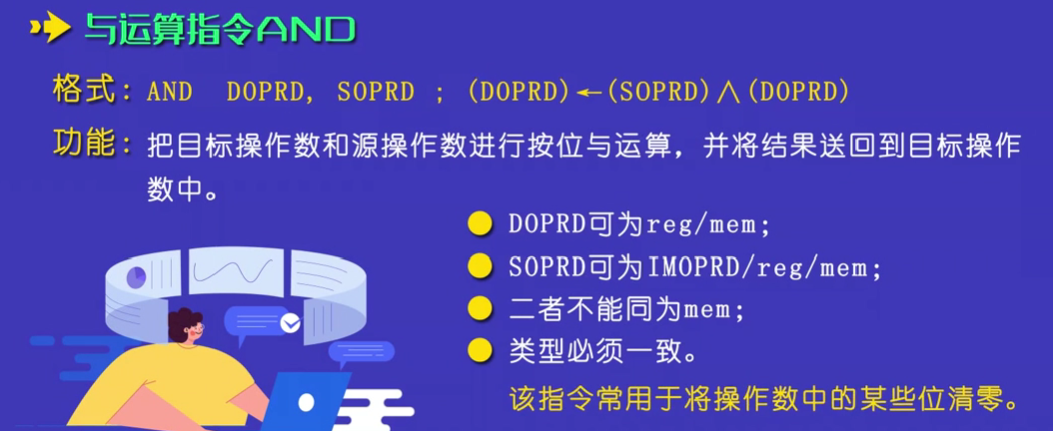 与运算指令AND
格式：AND DOPRD, SOPRD ; (DOPRD)←(SOPRD)∧(DOPRD)
功能：把目标操作数和源操作数进行按位与运算，并将结果送回到目标操作
数中。
DOPRD可为reg/mem；
SOPRD可为IMOPRD/reg/mem；
二者不能同为mem；
类型必须一致。
该指令常用于将操作数中的某些位清零。